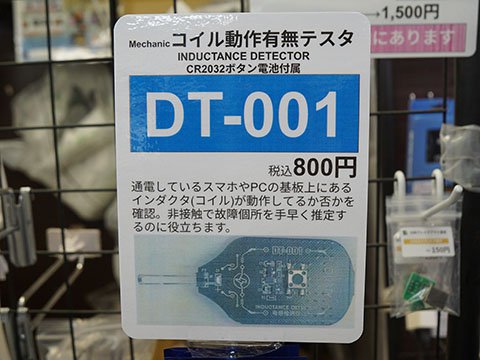 →1,500円
にあります
Mechanic コイル動作有無テスタ
INDUCTANCE DETECTOR
CR2032ボタン電池付属
DT-001
税込800円
通電しているスマホやPCの基板上にある
インダクタ(コイル)が動作してるか否かを
確認。非接触で故障個所を手早く推定す
るのに役立ちます。
DT-001
INDUCTANCE DETE
～150円